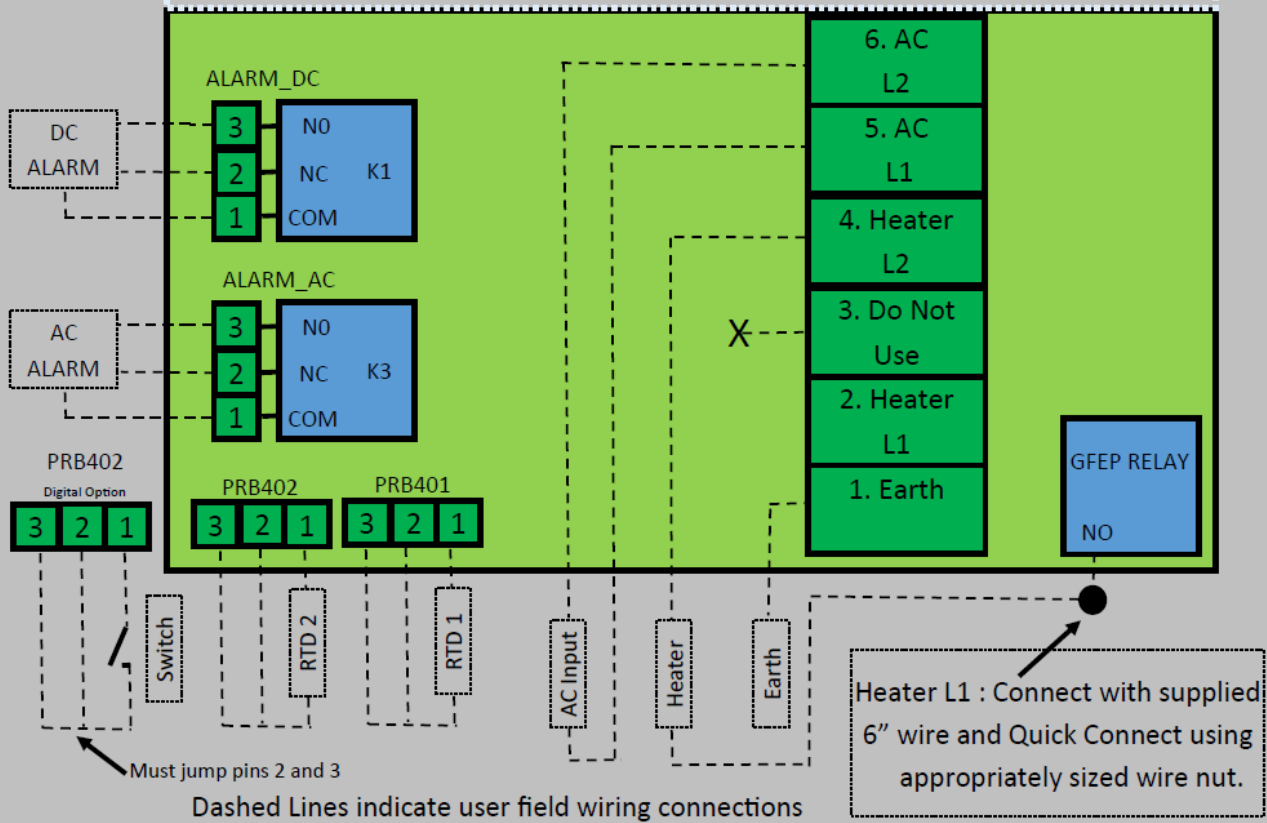 6. AC
L2
5. AC
L1
4. Heater
L2
3. Do Not
Use
2. Heater
L1
1. Earth
ALARM_DC
DC
ALARM
3
2
1
N0
NC
K1
COM
ALARM_AC
AC
ALARM
3
2
1
N0
NC
K3
COM
PRB402
Digital Option
3 2 1
PRB402
3 2 1
PRB401
3 2 1
GFEP RELAY
NO
X
Switch
RTD 2
RTD 1
AC Input
Heater
Earth
Heater L1 : Connect with supplied
6” wire and Quick Connect using
appropriately sized wire nut.
Must jump pins 2 and 3
Dashed Lines indicate user field wiring connections